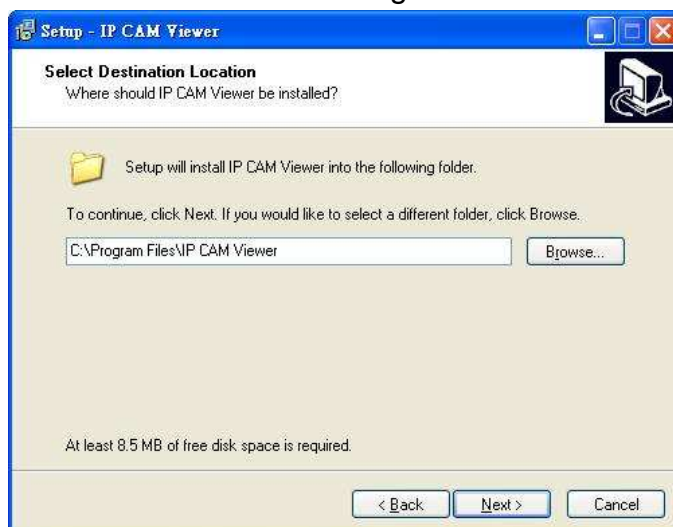 Setup - IP CAM Viewer
Select Destination Location
Where should IP CAM Viewer be installed?
Setup will install IP CAM Viewer into the following folder.
To continue, click Next. If you would like to select a different folder, click Browse.
C:\Program Files\IP CAM Viewer
Browse...
At least 8.5 MB of free disk space is required.
< Back
Next >
Cancel